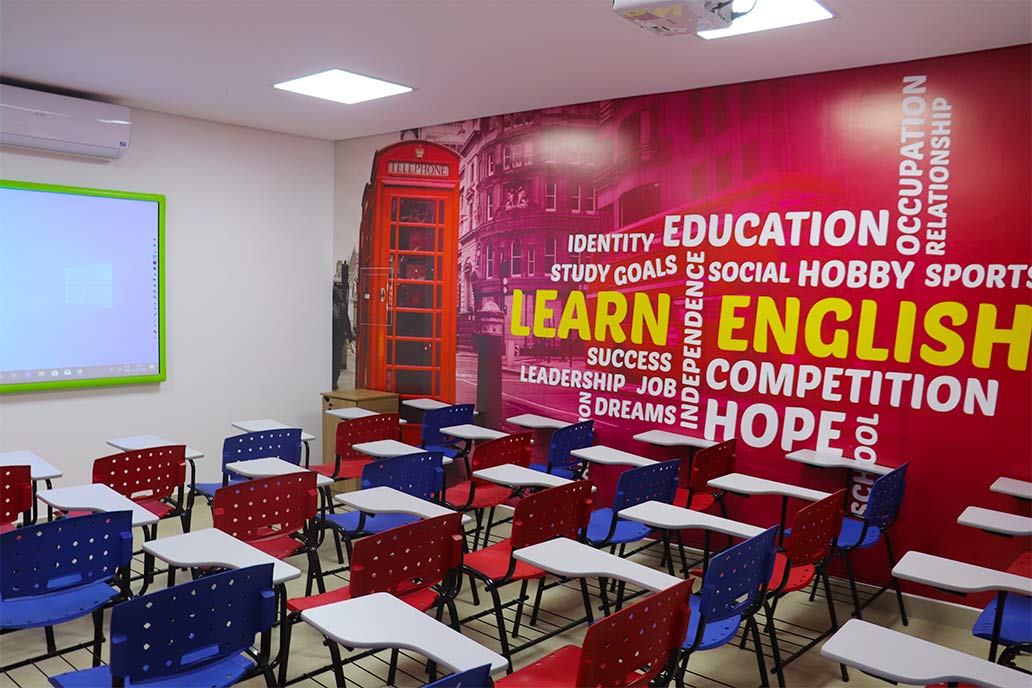 TELEPHONE
OCCUPATION
RELATIONSHIP
IDENTITY EDUCATION
STUDY GOALS
INDEPENDENCE
SOCIAL HOBBY SPORTS
LEARN ENGLISH
SUCCESS
COMPETITION
LEADERSHIP JOB
DREAMS
HOPE